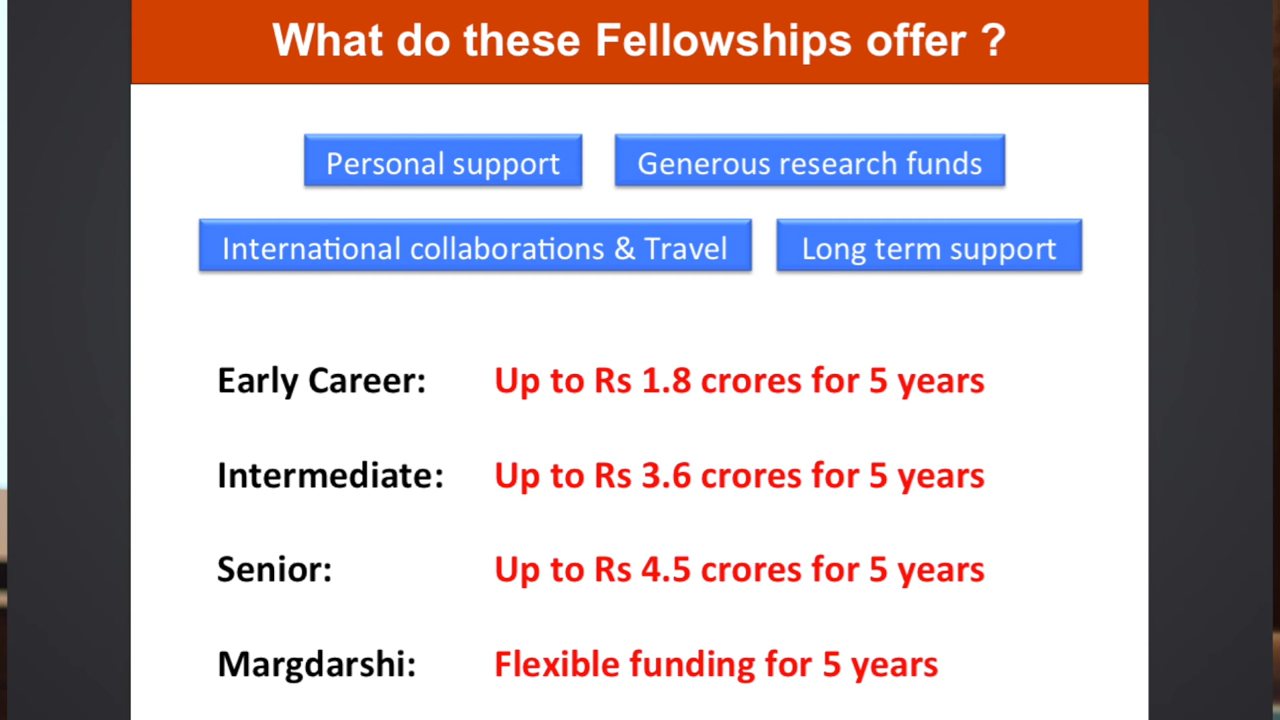 What do these Fellowships offer ?
Personal support
Generous research funds
International collaborations & Travel
Long term support
Early Career: Up to Rs 1.8 crores for 5 years
Intermediate: Up to Rs 3.6 crores for 5 years
Senior: Up to Rs 4.5 crores for 5 years
Margdarshi: Flexible funding for 5 years